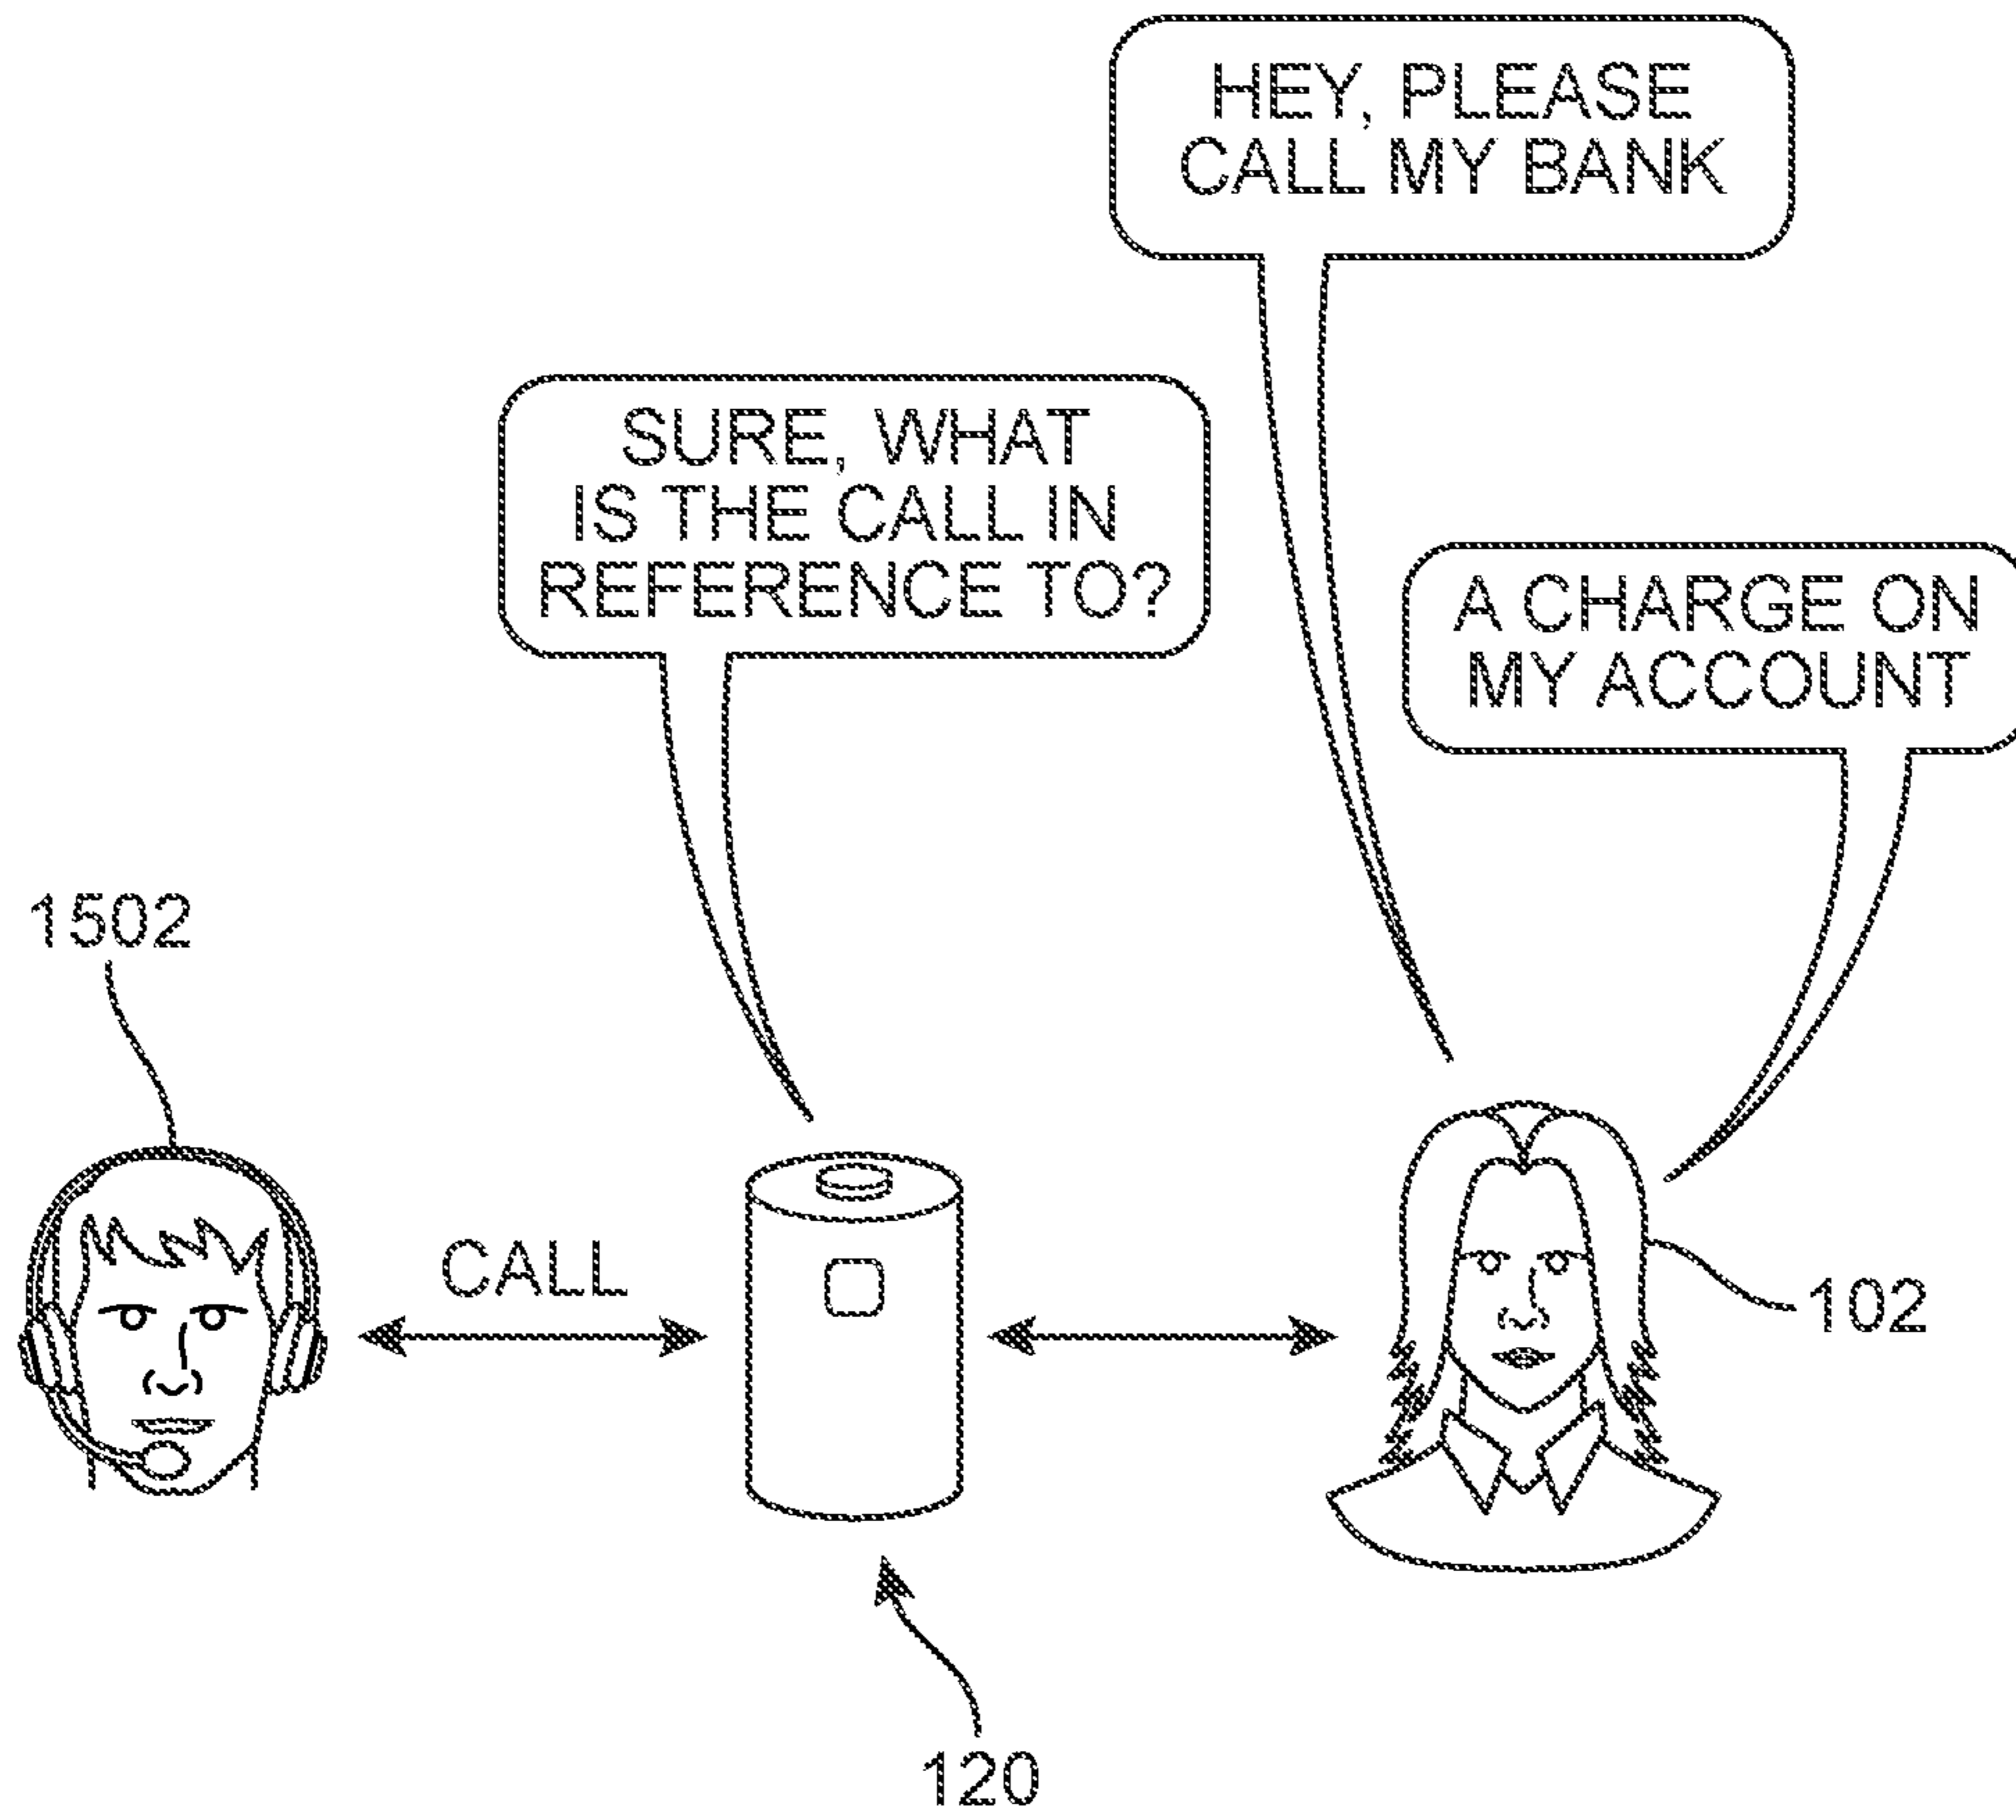 HEY, PLEASE
CALL MY BANK
SURE, WHAT
IS THE CALL IN
REFERENCE TO?
A CHARGE ON
MY ACCOUNT
1502
CALL
102
120